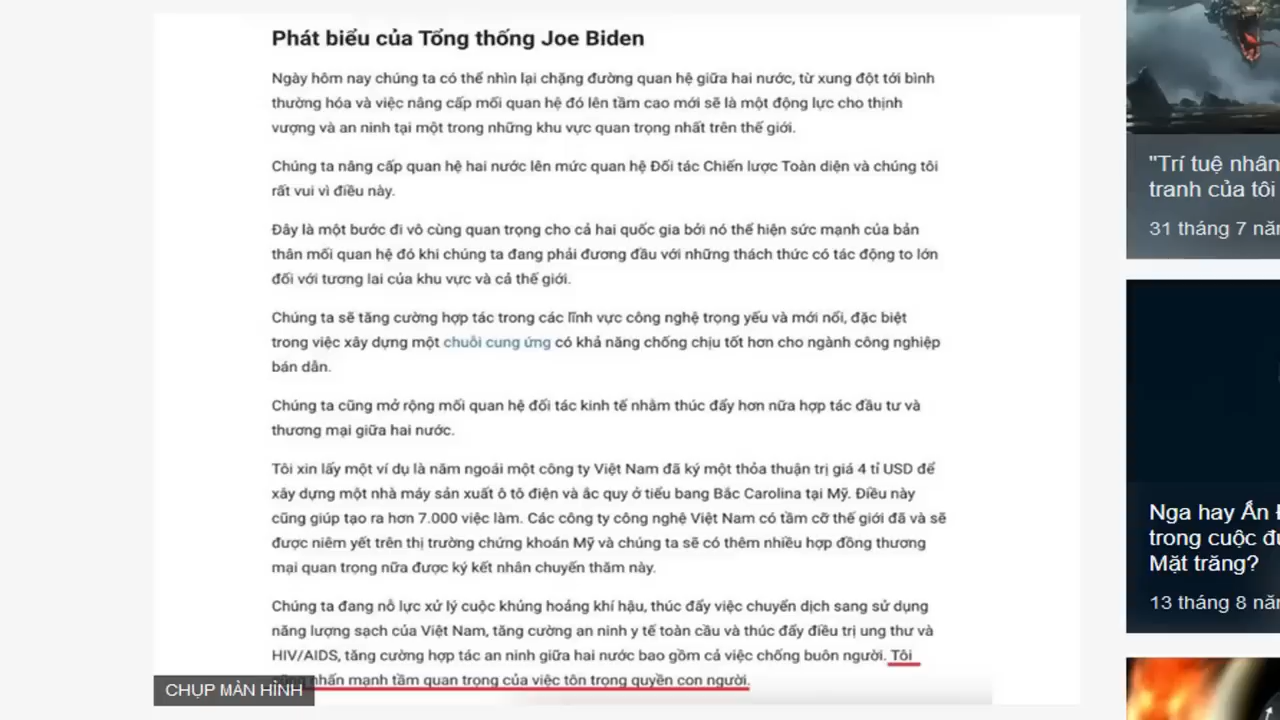 Phát biểu của Tổng thống Joe Biden
Ngày hôm nay chúng ta có thể nhìn lại chặng đường quan hệ giữa hai nước, từ xung đột tới bình
thường hóa và việc nâng cấp mối quan hệ đó lên tầm cao mới sẽ là một động lực cho thịnh
vượng và an ninh tại một trong những khu vực quan trọng nhất trên thế giới.
Chúng ta nâng cấp quan hệ hai nước lên mức quan hệ Đối tác Chiến lược Toàn diện và chúng tôi
rất vui vì điều này.
Đây là một bước đi vô cùng quan trọng cho cả hai quốc gia bởi nó thể hiện sức mạnh của bản
thân mối quan hệ đó khi chúng ta đang phải đương đầu với những thách thức có tác động to lớn
đối với tương lai của khu vực và cả thế giới.
Chúng ta sẽ tăng cường hợp tác trong các lĩnh vực công nghệ trọng yếu và mới nổi, đặc biệt
trong việc xây dựng một chuỗi cung ứng có khả năng chống chịu tốt hơn cho ngành công nghiệp
bán dẫn.
Chúng ta cũng mở rộng mối quan hệ đối tác kinh tế nhằm thúc đẩy hơn nữa hợp tác đầu tư và
thương mại giữa hai nước.
Tôi xin lấy một ví dụ là năm ngoái một công ty Việt Nam đã ký một thỏa thuận trị giá 4 tỉ USD để
xây dựng một nhà máy sản xuất ô tô điện và ắc quy ở tiểu bang Bắc Carolina tại Mỹ. Điều này
cũng giúp tạo ra hơn 7.000 việc làm. Các công ty công nghệ Việt Nam có tầm cỡ thế giới đã và sẽ
được niêm yết trên thị trường chứng khoán Mỹ và chúng ta sẽ có thêm nhiều hợp đồng thương
mại quan trọng nữa được ký kết nhân chuyến thăm này.
Chúng ta đang nỗ lực xử lý cuộc khủng hoảng khí hậu, thúc đẩy việc chuyển dịch sang sử dụng
năng lượng sạch của Việt Nam, tăng cường an ninh y tế toàn cầu và thúc đẩy điều trị ung thư và
HIV/AIDS, tăng cường hợp tác an ninh giữa hai nước bao gồm cả việc chống buôn người. Tôi
cũng nhấn mạnh tầm quan trọng của việc tôn trọng quyền con người.
CHỤP MÀN HÌNH
"Trí tuệ nhân
tranh của tôi
31 tháng 7
Nga hay Ấn
trong cuộc
Mặt trăng?
13 tháng 8